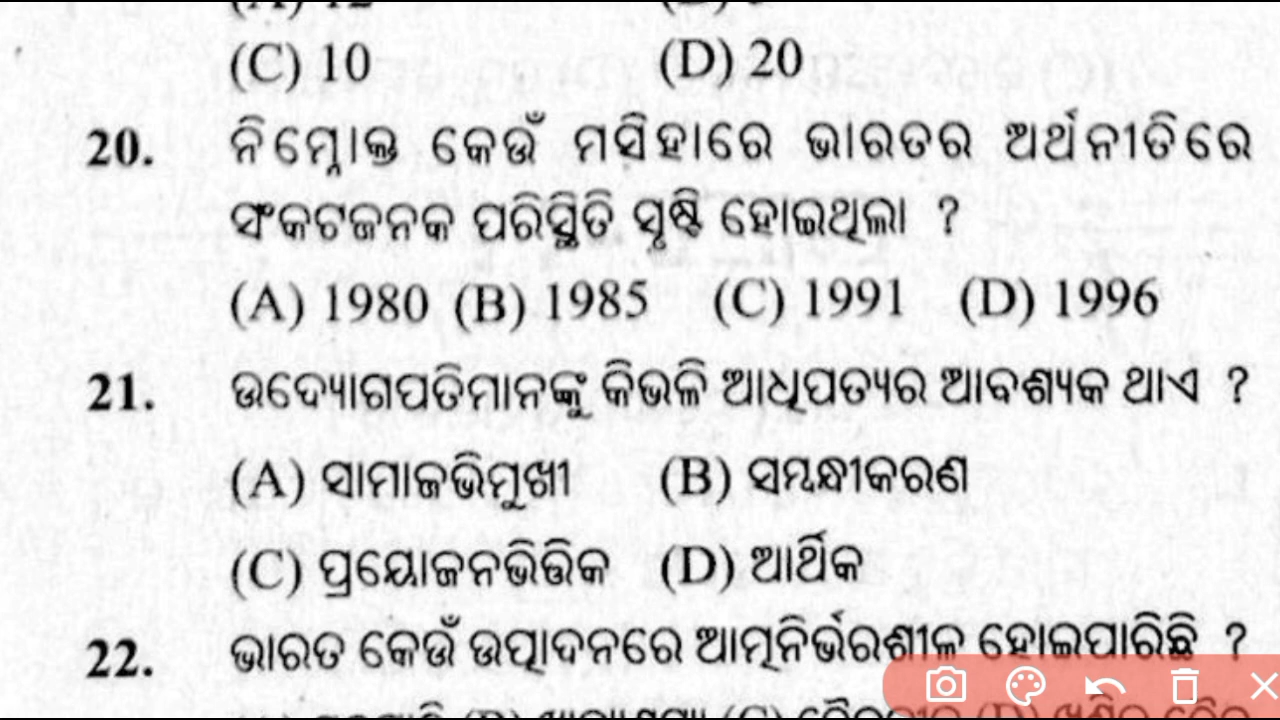 (C) 10 (D) 20
20. ନିମ୍ନୋକ୍ତ କେଉଁ ମସିହାରେ ଭାରତର ଅର୍ଥନୀତିରେ
ସଂକଟଜନକ ପରିସ୍ଥିତି ସୃଷ୍ଟି ହୋଇଥିଲା ?
(A) 1980 (B) 1985 (C) 1991 (D) 1996
21. ଉଦ୍ୟୋଗପତିମାନଙ୍କୁ କିଭଳି ଆଧିପତ୍ୟର ଆବଶ୍ୟକ ଥାଏ ?
(A) ସାମାଜଭିମୁଖୀ (B) ସମ୍ବନ୍ଧୀକରଣ
(C) ପ୍ରୟୋଜନଭିତ୍ତିକ (D) ଆର୍ଥିକ
22. ଭାରତ କେଉଁ ଉତ୍ପାଦନରେ ଆତ୍ମନିର୍ଭରଶୀଳ ହୋଇପାରିଛି ?